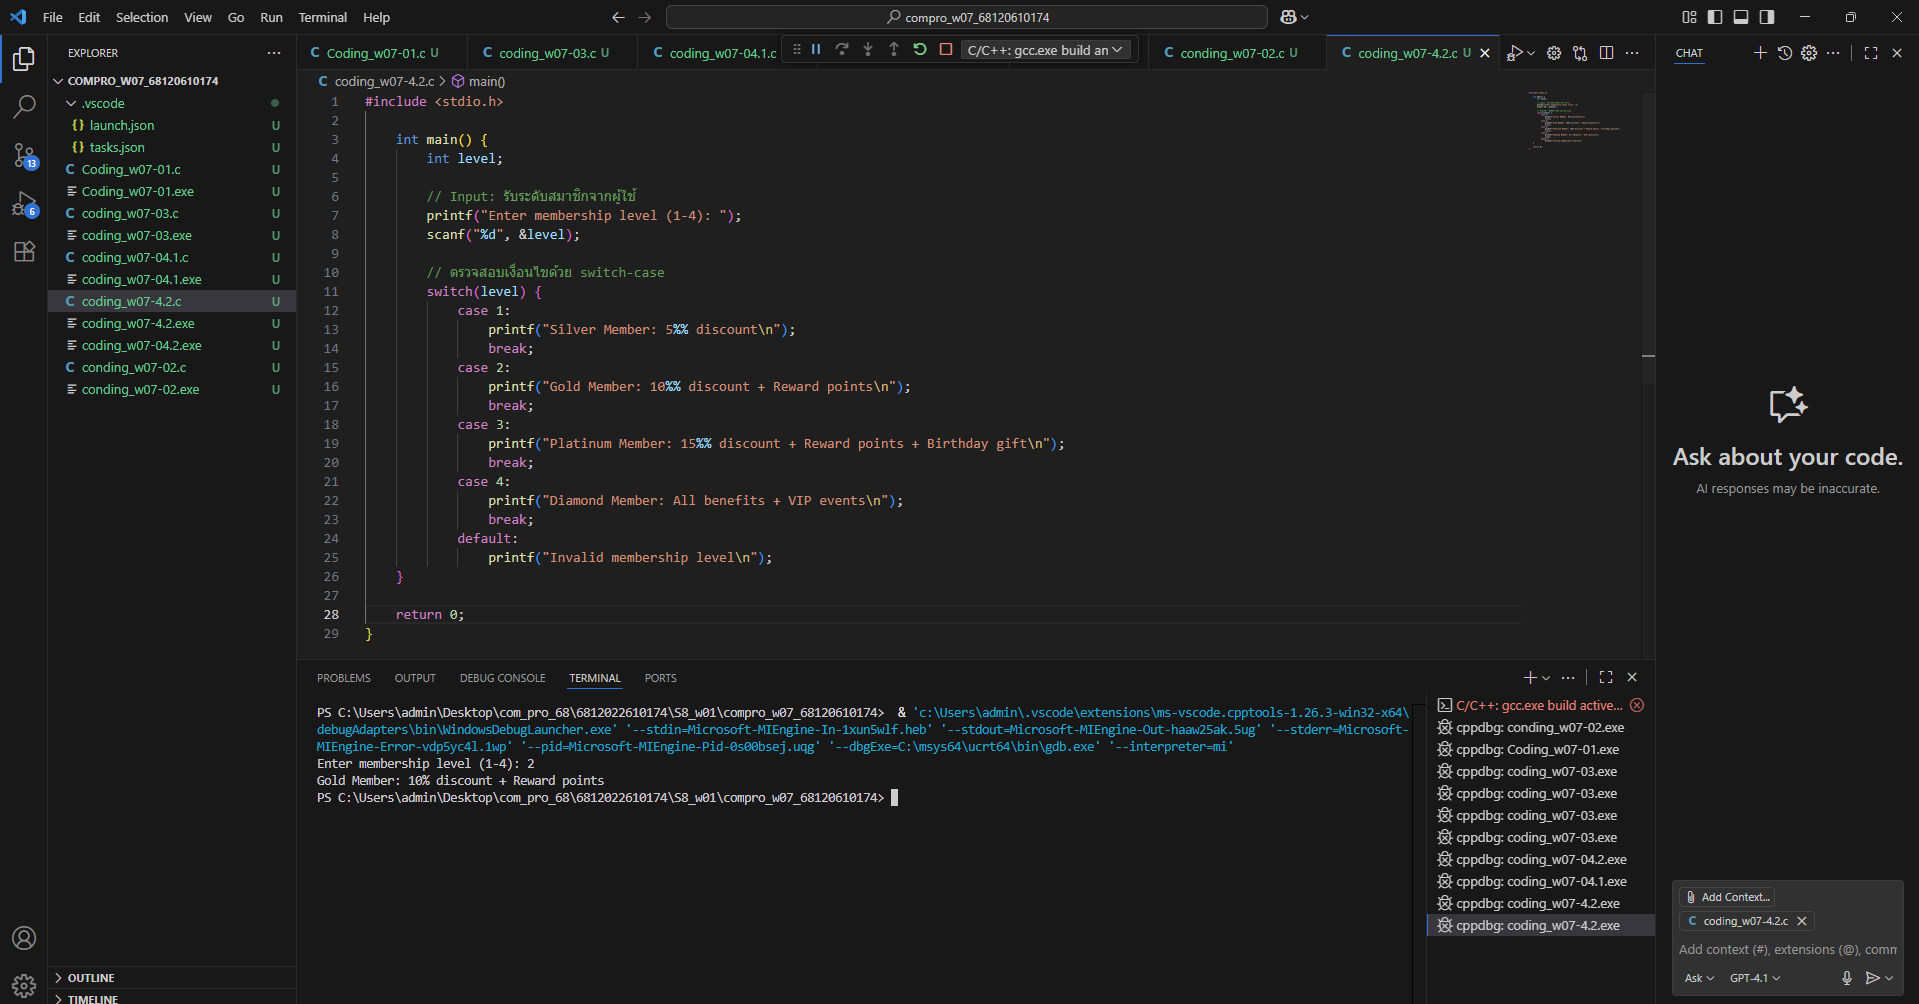 File Edit Selection View Go Run Terminal Help
compro_w07_68120610174
EXPLORER
COMPRO_W07_68120610174
.vscode
{} launch.json U
{} tasks.json U
C Coding_w07-01.c U
Coding_w07-01.exe U
C coding_w07-03.c U
coding_w07-03.exe U
C coding_w07-04.1.c U
coding_w07-04.1.exe U
C coding_w07-4.2.c U
coding_w07-4.2.exe U
coding_w07-04.2.exe U
C conding_w07-02.c U
conding_w07-02.exe U
13
6
OUTLINE
TIMELINE
C Coding_w07-01.c U
C coding_w07-03.c U
C coding_w07-04.1.c
C/C++: gcc.exe build an
C conding_w07-02.c U
C coding_w07-4.2.c U
C coding_w07-4.2.c > main()
1 #include <stdio.h>
2
3 int main() {
4 int level;
5
6 // Input: รับระดับสมาชิกจากผู้ใช้
7 printf("Enter membership level (1-4): ");
8 scanf("%d", &level);
9
10 // ตรวจสอบเงื่อนไขด้วย switch-case
11 switch(level) {
12 case 1:
13 printf("Silver Member: 5%% discount\n");
14 break;
15 case 2:
16 printf("Gold Member: 10%% discount + Reward points\n");
17 break;
18 case 3:
19 printf("Platinum Member: 15%% discount + Reward points + Birthday gift\n");
20 break;
21 case 4:
22 printf("Diamond Member: All benefits + VIP events\n");
23 break;
24 default:
25 printf("Invalid membership level\n");
26 }
27
28 return 0;
29 }
PROBLEMS OUTPUT DEBUG CONSOLE TERMINAL PORTS
PS C:\Users\admin\Desktop\com_pro_68\6812022610174\S8_w01\compro_w07_68120610174> & 'c:\Users\admin\.vscode\extensions\ms-vscode.cpptools-1.26.3-win32-x64\
debugAdapters\bin\WindowsDebugLauncher.exe' '--stdin=Microsoft-MIEngine-In-1xun5wlf.heb' '--stdout=Microsoft-MIEngine-Out-haaw25ak.5ug' '--stderr=Microsoft-
MIEngine-Error-vdp5yc4l.1wp' '--pid=Microsoft-MIEngine-Pid-0s00bsej.uqg' '--dbgExe=C:\msys64\ucrt64\bin\gdb.exe' '--interpreter=mi'
Enter membership level (1-4): 2
Gold Member: 10% discount + Reward points
PS C:\Users\admin\Desktop\com_pro_68\6812022610174\S8_w01\compro_w07_68120610174>
C/C++: gcc.exe build active...
cppdbg: conding_w07-02.exe
cppdbg: Coding_w07-01.exe
cppdbg: coding_w07-03.exe
cppdbg: coding_w07-03.exe
cppdbg: coding_w07-03.exe
cppdbg: coding_w07-03.exe
cppdbg: coding_w07-04.2.exe
cppdbg: coding_w07-04.1.exe
cppdbg: coding_w07-4.2.exe
cppdbg: coding_w07-4.2.exe
CHAT
Ask about your code.
AI responses may be inaccurate.
Add Context...
C coding_w07-4.2.c
Add context (#), extensions (@), comm
Ask GPT-4.1